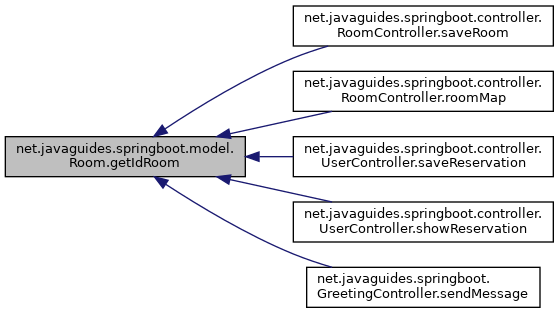 net.javaguides.springboot.controller.
RoomController.saveRoom
net.javaguides.springboot.controller.
RoomController.roomMap
net.javaguides.springboot.model.
Room.getIdRoom
net.javaguides.springboot.controller.
UserController.saveReservation
net.javaguides.springboot.controller.
UserController.showReservation
net.javaguides.springboot.
GreetingController.sendMessage